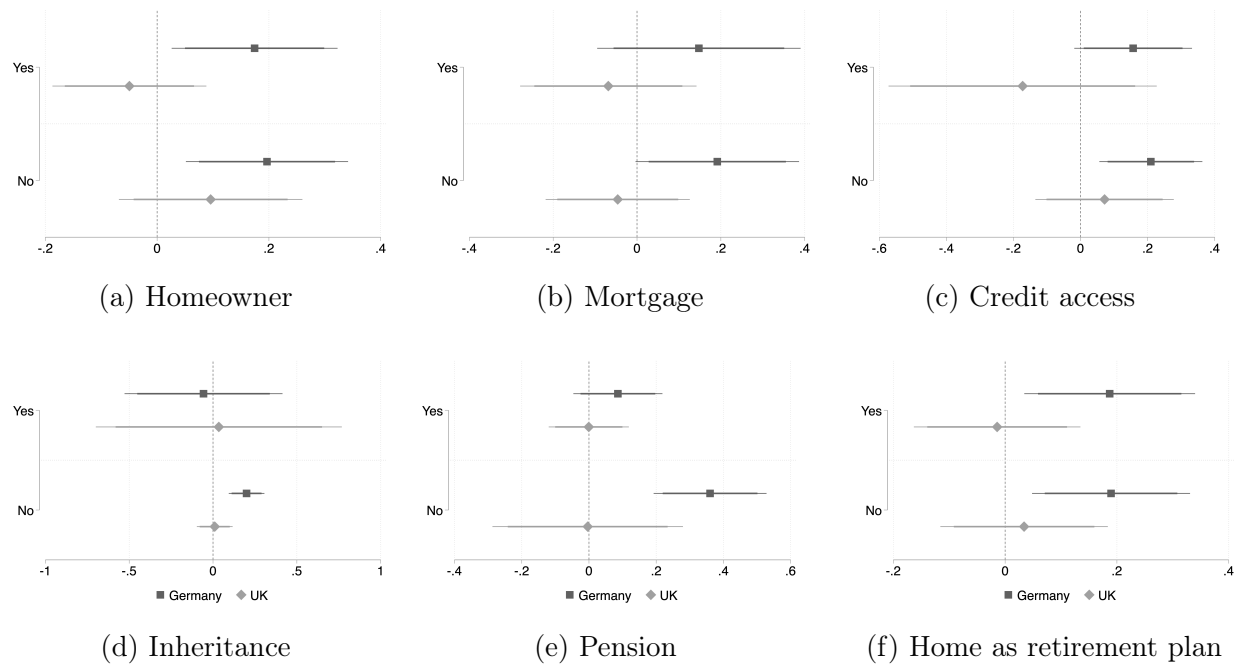 Yes
No
-.2 0 .2 .4
(a) Homeowner
Yes
No
-.4 -.2 0 .2 .4
(b) Mortgage
Yes
No
-.6 -.4 -.2 0 .2 .4
(c) Credit access
Yes
No
-1 -.5 0 .5 1
Germany UK
(d) Inheritance
Yes
No
-.4 -.2 0 .2 .4 .6
Germany UK
(e) Pension
Yes
No
-.2 0 .2 .4
Germany UK
(f) Home as retirement plan